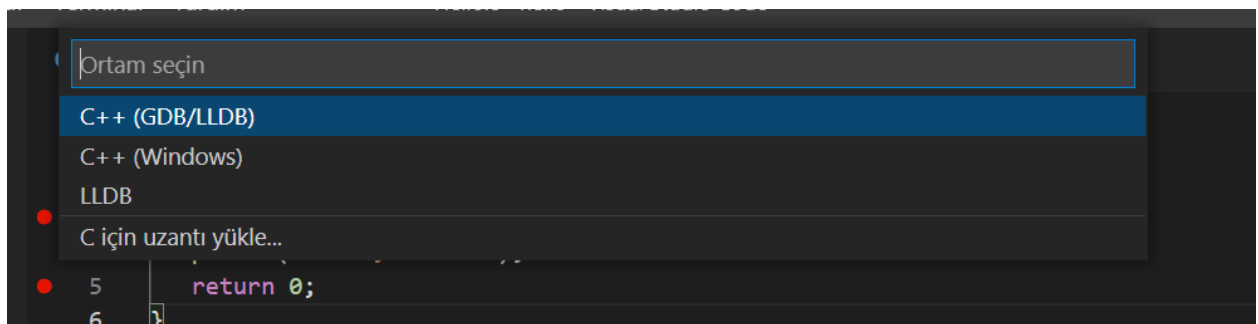 Ortam seçin
C++ (GDB/LLDB)
C++ (Windows)
LLDB
C için uzantı yükle...
5 return 0;
6 }